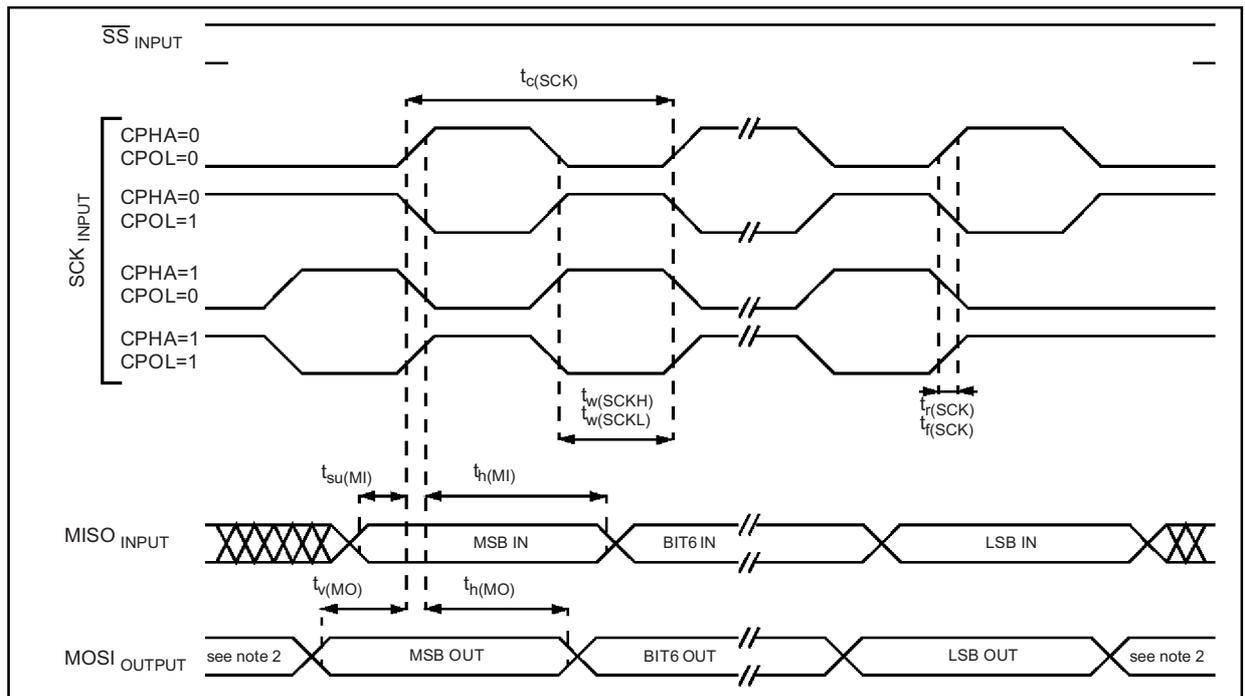 SS INPUT
tc(SCK)
SCK INPUT
CPHA=0
CPOL=0
CPHA=0
CPOL=1
CPHA=1
CPOL=0
CPHA=1
CPOL=1
tw(SCKH)
tw(SCKL)
tr(SCK)
tf(SCK)
tsu(MI)
th(MI)
MISO INPUT
MSB IN
BIT6 IN
LSB IN
tv(MO)
th(MO)
MOSI OUTPUT
see note 2
MSB OUT
BIT6 OUT
LSB OUT
see note 2